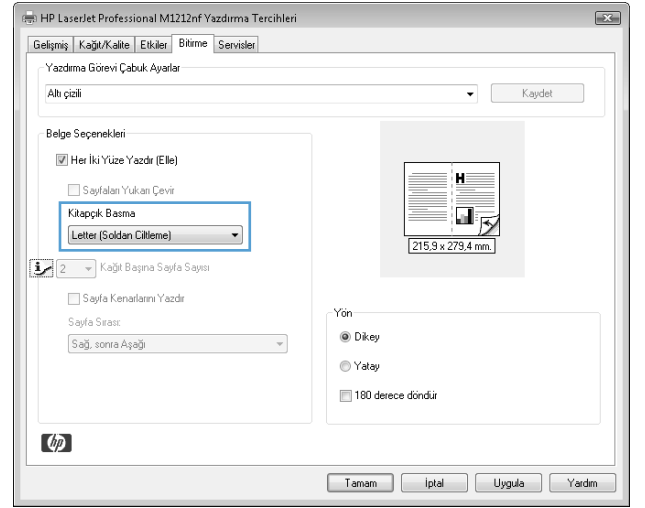 HP LaserJet Professional M1212nf Yazdırma Tercihleri
Gelişmiş Kağıt/Kalite Etkiler Bitirme Servisler
Yazdırma Görevi Çabuk Ayarlar
Altı çizili
Kaydet
Belge Seçenekleri
Her İki Yüze Yazdır (Elle)
Sayfaları Yukarı Çevir
Kitapçık Basma
Letter (Soldan Ciltleme)
2 Kağıt Başına Sayfa Sayısı
Sayfa Kenarlarını Yazdır
Sayfa Sırası:
Sağ, sonra Aşağı
H
215,9 x 279,4 mm.
Yön
Dikey
Yatay
180 derece döndür
hp
Tamam İptal Uygula Yardım